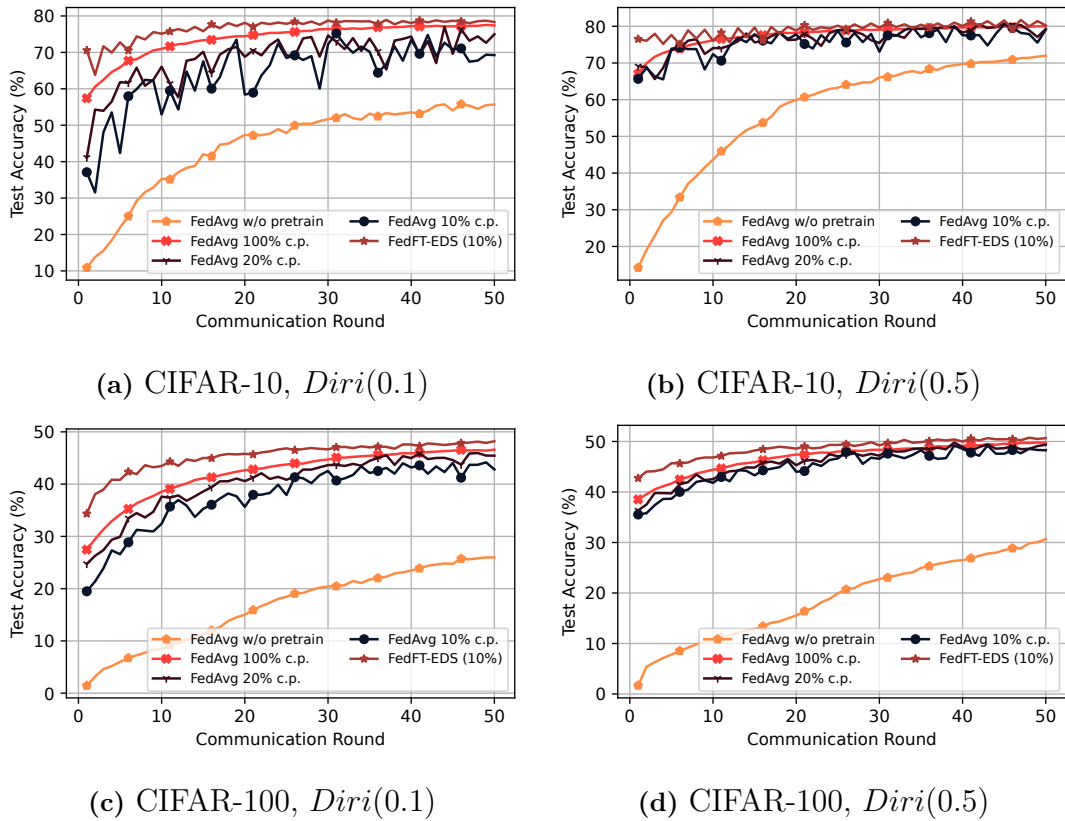 80
70
60
50
40
30
20
10
Test Accuracy (%)
FedAvg w/o pretrain
FedAvg 100% c.p.
FedAvg 20% c.p.
FedAvg 10% c.p.
FedFT-EDS (10%)
0 10 20 30 40 50
Communication Round
(a) CIFAR-10, Diri(0.1)
80
70
60
50
40
30
20
Test Accuracy (%)
FedAvg w/o pretrain
FedAvg 100% c.p.
FedAvg 20% c.p.
FedAvg 10% c.p.
FedFT-EDS (10%)
0 10 20 30 40 50
Communication Round
(b) CIFAR-10, Diri(0.5)
50
40
30
20
10
0
Test Accuracy (%)
FedAvg w/o pretrain
FedAvg 100% c.p.
FedAvg 20% c.p.
FedAvg 10% c.p.
FedFT-EDS (10%)
0 10 20 30 40 50
Communication Round
(c) CIFAR-100, Diri(0.1)
50
40
30
20
10
0
Test Accuracy (%)
FedAvg w/o pretrain
FedAvg 100% c.p.
FedAvg 20% c.p.
FedAvg 10% c.p.
FedFT-EDS (10%)
0 10 20 30 40 50
Communication Round
(d) CIFAR-100, Diri(0.5)